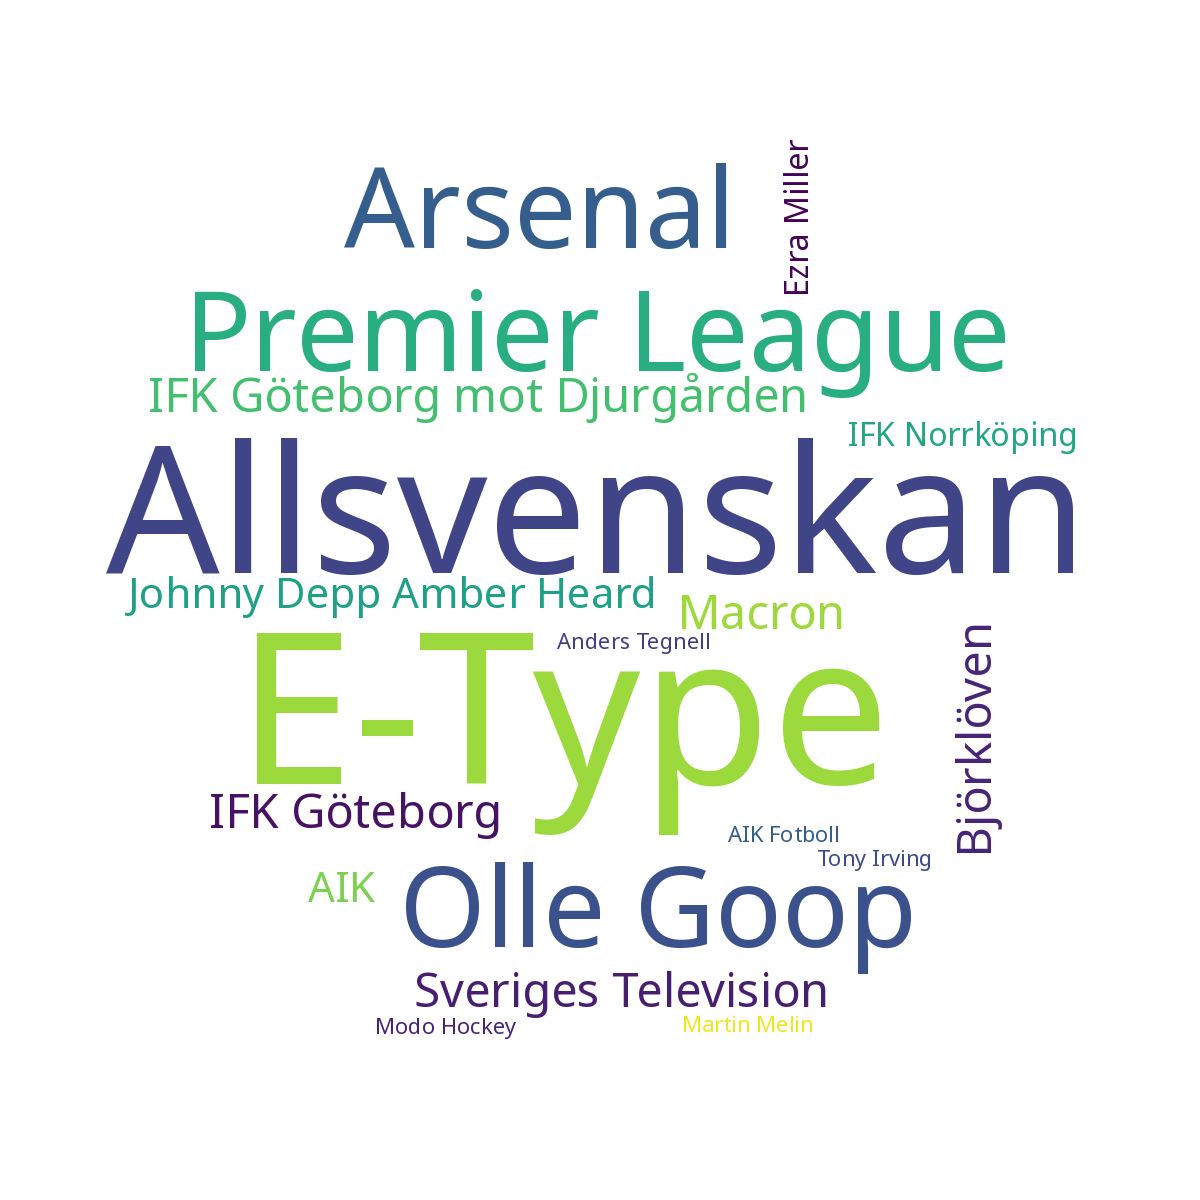 Arsenal
Ezra Miller
Premier League
IFK Göteborg mot Djurgården
IFK Norrköping
Allsvenskan
Johnny Depp Amber Heard
Macron
Anders Tegnell
E-Type
Björklöven
IFK Göteborg
AIK Fotboll
Tony Irving
AIK
Olle Goop
Sveriges Television
Modo Hockey
Martin Melin